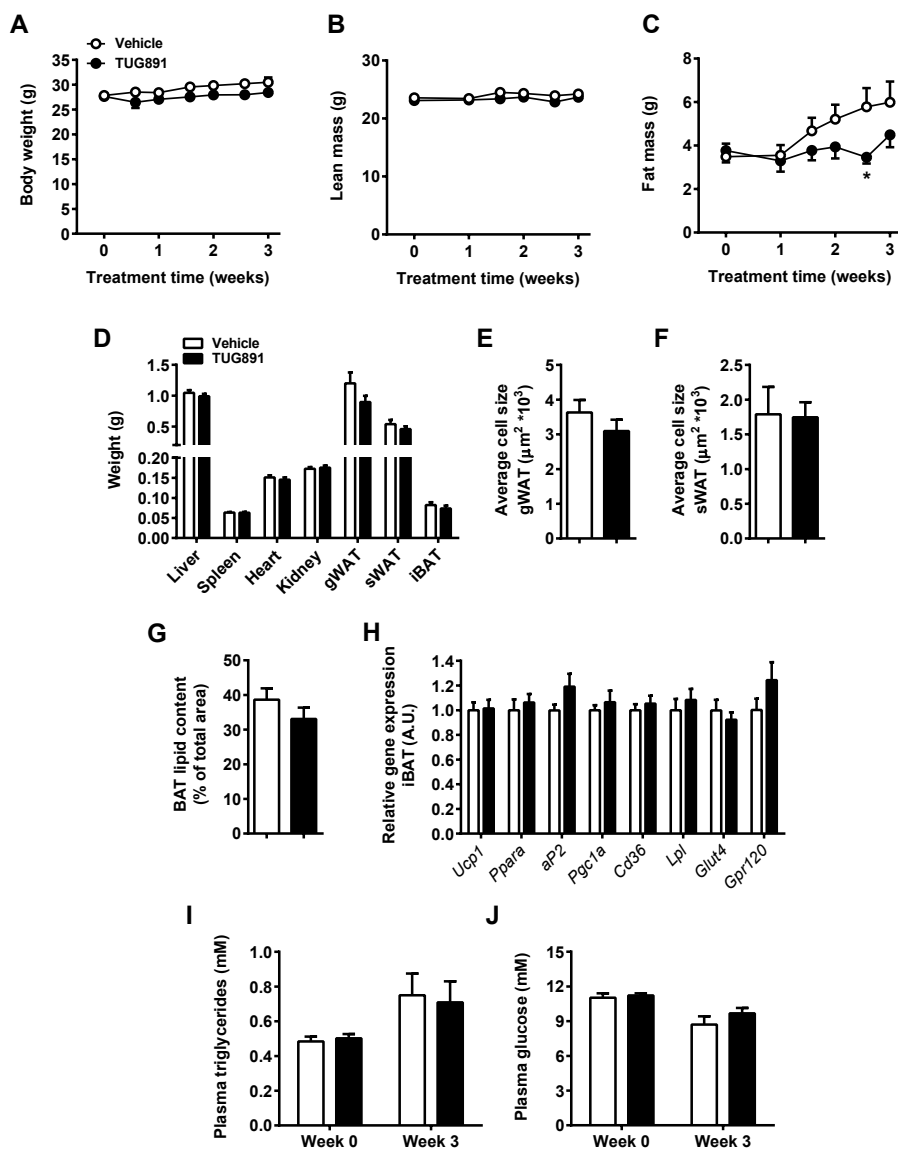 A
Vehicle
TUG891
Body weight (g)
35
30
25
20
15
10
5
0
0 1 2 3
Treatment time (weeks)
B
Lean mass (g)
30
20
10
0
0 1 2 3
Treatment time (weeks)
C
Fat mass (g)
8
6
4
2
0
*
0 1 2 3
Treatment time (weeks)
D
Vehicle
TUG891
Weight (g)
1.5
1.0
0.5
0.20
0.15
0.10
0.05
0.00
Liver
Spleen
Heart
Kidney
gWAT
sWAT
iBAT
E
Average cell size
gWAT (µm² *10³)
5
4
3
2
1
0
F
Average cell size
sWAT (µm² *10³)
2.5
2.0
1.5
1.0
0.5
0.0
G
BAT lipid content
(% of total area)
50
40
30
20
10
0
H
Relative gene expression
iBAT (A.U.)
1.4
1.2
1.0
0.8
0.6
0.4
0.2
0.0
Ucp1
Ppara
aP2
Pgc1a
Cd36
Lpl
Glut4
Gpr120
I
Plasma triglycerides (mM)
1.0
0.8
0.6
0.4
0.2
0.0
Week 0 Week 3
J
Plasma glucose (mM)
15
12
9
6
3
0
Week 0 Week 3